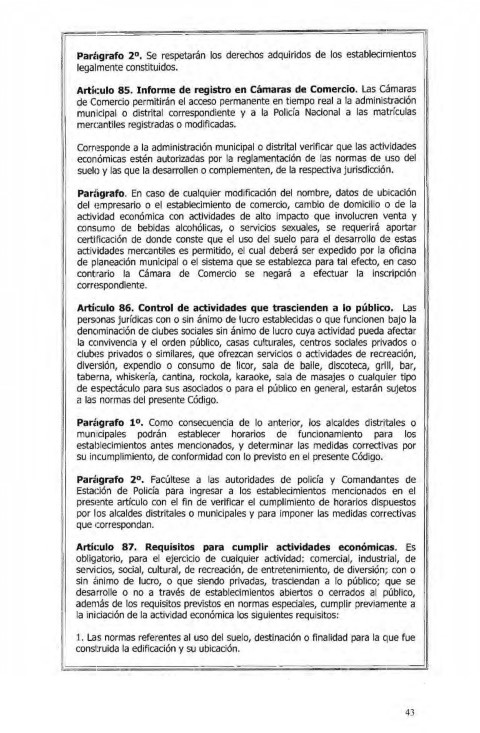 Parágrafo 2º. Se respetarán los derechos adquiridos de los establecimientos
legalmente constituidos.
Artículo 85. Informe de registro en Cámaras de Comercio. Las Cámaras
de Comercio permitirán el acceso permanente en tiempo real a la administración
municipal o distrital correspondiente y a la Policía Nacional a las matrículas
mercantiles registradas o modificadas.
Corresponde a la administración municipal o distrital verificar que las actividades
económicas estén autorizadas por la reglamentación de las normas de uso del
suelo y las que la desarrollen o complementen, de la respectiva jurisdicción.
Parágrafo. En caso de cualquier modificación del nombre, datos de ubicación
del empresario o el establecimiento de comercio, cambio de domicilio o de la
actividad económica con actividades de alto impacto que involucren venta y
consumo de bebidas alcohólicas, o servicios sexuales, se requerirá aportar
certificación de donde conste que el uso del suelo para el desarrollo de estas
actividades mercantiles es permitido, el cual deberá ser expedido por la oficina
de planeación municipal o el sistema que se establezca para tal efecto, en caso
contrario la Cámara de Comercio se negará a efectuar la inscripción
correspondiente.
Artículo 86. Control de actividades que trascienden a lo público. Las
personas jurídicas con o sin ánimo de lucro establecidas o que funcionen bajo la
denominación de clubes sociales sin ánimo de lucro cuya actividad pueda afectar
la convivencia y el orden público, casas culturales, centros sociales privados o
clubes privados o similares, que ofrezcan servicios o actividades de recreación,
diversión, expendio o consumo de licor, sala de baile, discoteca, grill, bar,
taberna, whiskería, cantina, rockola, karaoke, sala de masajes o cualquier tipo
de espectáculo para sus asociados o para el público en general, estarán sujetos
a las normas del presente Código.
Parágrafo 1º. Como consecuencia de lo anterior, los alcaldes distritales o
municipales podrán establecer horarios de funcionamiento para los
establecimientos antes mencionados, y determinar las medidas correctivas por
su incumplimiento, de conformidad con lo previsto en el presente Código.
Parágrafo 2º. Facúltese a las autoridades de policía y Comandantes de
Estación de Policía para ingresar a los establecimientos mencionados en el
presente artículo con el fin de verificar el cumplimiento de horarios dispuestos
por los alcaldes distritales o municipales y para imponer las medidas correctivas
que correspondan.
Artículo 87. Requisitos para cumplir actividades económicas. Es
obligatorio, para el ejercicio de cualquier actividad: comercial, industrial, de
servicios, social, cultural, de recreación, de entretenimiento, de diversión; con o
sin ánimo de lucro, o que siendo privadas, trasciendan a lo público; que se
desarrolle o no a través de establecimientos abiertos o cerrados al público,
además de los requisitos previstos en normas especiales, cumplir previamente a
la iniciación de la actividad económica los siguientes requisitos:
1. Las normas referentes al uso del suelo, destinación o finalidad para la que fue
construida la edificación y su ubicación.
43